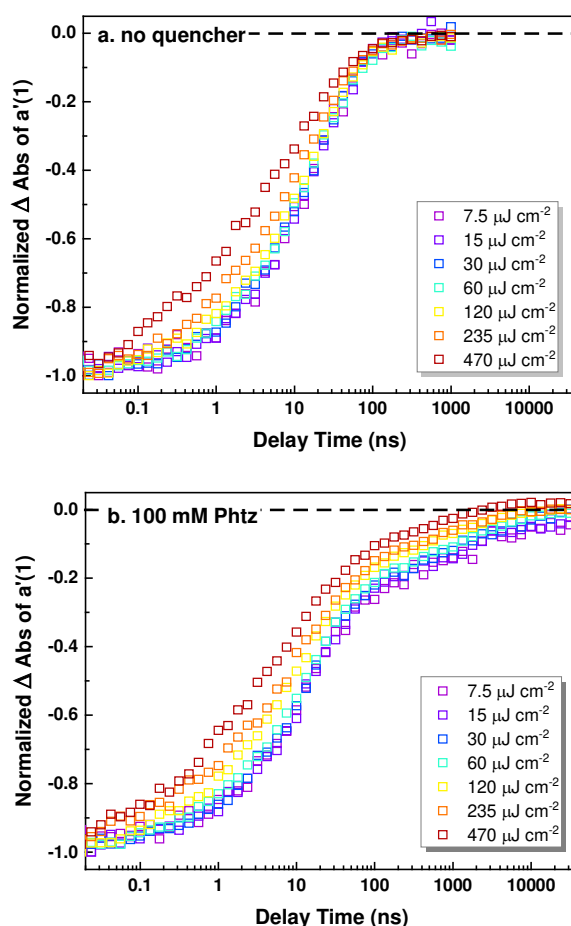 a. no quencher
0.0
-0.2
-0.4
-0.6
-0.8
-1.0
Normalized Δ Abs of a'(1)
7.5 μJ cm-2
15 μJ cm-2
30 μJ cm-2
60 μJ cm-2
120 μJ cm-2
235 μJ cm-2
470 μJ cm-2
0.1 1 10 100 1000 10000
Delay Time (ns)
b. 100 mM Phtz
0.0
-0.2
-0.4
-0.6
-0.8
-1.0
Normalized Δ Abs of a'(1)
7.5 μJ cm-2
15 μJ cm-2
30 μJ cm-2
60 μJ cm-2
120 μJ cm-2
235 μJ cm-2
470 μJ cm-2
0.1 1 10 100 1000 10000
Delay Time (ns)